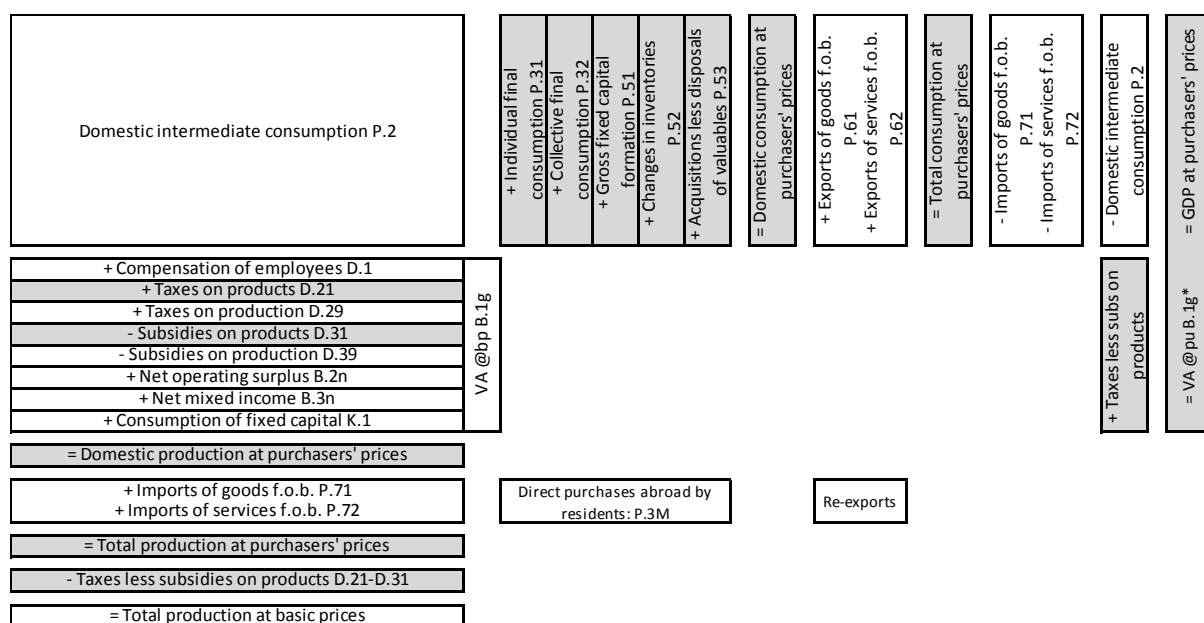 Domestic intermediate consumption P.2
+ Individual final
consumption P.31
+ Collective final
consumption P.32
+ Gross fixed capital
formation P.51
+ Changes in inventories
P.52
+ Acquisitions less disposals
of valuables P.53
= Domestic consumption at
purchasers' prices
+ Exports of goods f.o.b.
P.61
+ Exports of services f.o.b.
P.62
= Total consumption at
purchasers' prices
- Imports of goods f.o.b.
P.71
- Imports of services f.o.b.
P.72
- Domestic intermediate
consumption P.2
= GDP at purchasers' prices
+ Compensation of employees D.1
+ Taxes on products D.21
+ Taxes on production D.29
- Subsidies on products D.31
- Subsidies on production D.39
+ Net operating surplus B.2n
+ Net mixed income B.3n
+ Consumption of fixed capital K.1
VA @bp B.1g
+ Taxes less subs on
products
= VA @pu B.1g*
= Domestic production at purchasers' prices
+ Imports of goods f.o.b. P.71
+ Imports of services f.o.b. P.72
Direct purchases abroad by
residents: P.3M
Re-exports
= Total production at purchasers' prices
- Taxes less subsidies on products D.21-D.31
= Total production at basic prices